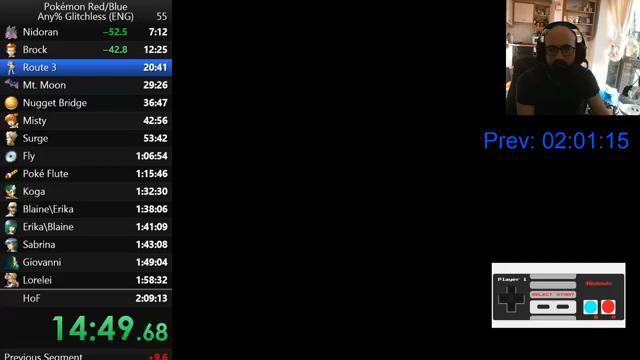 Pokémon Red/Blue
Any% Glitchless (ENG) 55
Nidoran −52.5 7:12
Brock −42.8 12:25
Route 3 20:41
Mt. Moon 29:26
Nugget Bridge 36:47
Misty 42:56
Surge 53:42
Fly 1:06:54
Poké Flute 1:15:46
Koga 1:32:30
Blaine\Erika 1:38:06
Erika\Blaine 1:41:09
Sabrina 1:43:08
Giovanni 1:49:04
Lorelei 1:58:32
HoF 2:09:13
14:49.68
Previous Segment +9.6
Prev: 02:01:15
Player 1
Nintendo
SELECT START